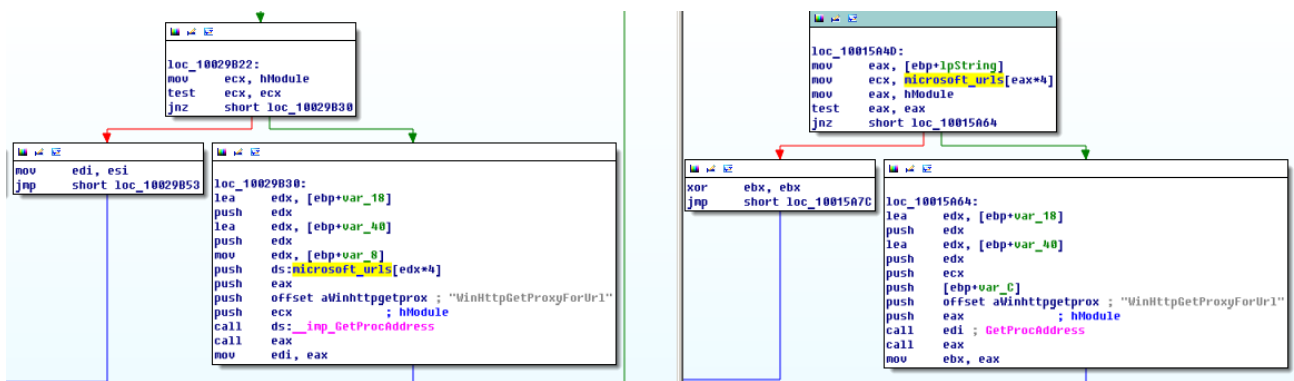 loc_10029B22:
mov ecx, hModule
test ecx, ecx
jnz short loc_10029B30
mov edi, esi
jmp short loc_10029B53
loc_10029B30:
lea edx, [ebp+var_18]
push edx
lea edx, [ebp+var_40]
push edx
mov edx, [ebp+var_8]
push ds:microsoft_urls[edx*4]
push eax
push offset aWinhttpgetprox ; "WinHttpGetProxyForUrl"
push ecx ; hModule
call ds:__imp_GetProcAddress
call eax
mov edi, eax
loc_10015A4D:
mov eax, [ebp+lpString]
mov ecx, microsoft_urls[eax*4]
mov eax, hModule
test eax, eax
jnz short loc_10015A64
xor ebx, ebx
jmp short loc_10015A7C
loc_10015A64:
lea edx, [ebp+var_18]
push edx
lea edx, [ebp+var_40]
push edx
push ecx
push [ebp+var_C]
push offset aWinhttpgetprox ; "WinHttpGetProxyForUrl"
push eax ; hModule
call edi ; GetProcAddress
call eax
mov ebx, eax